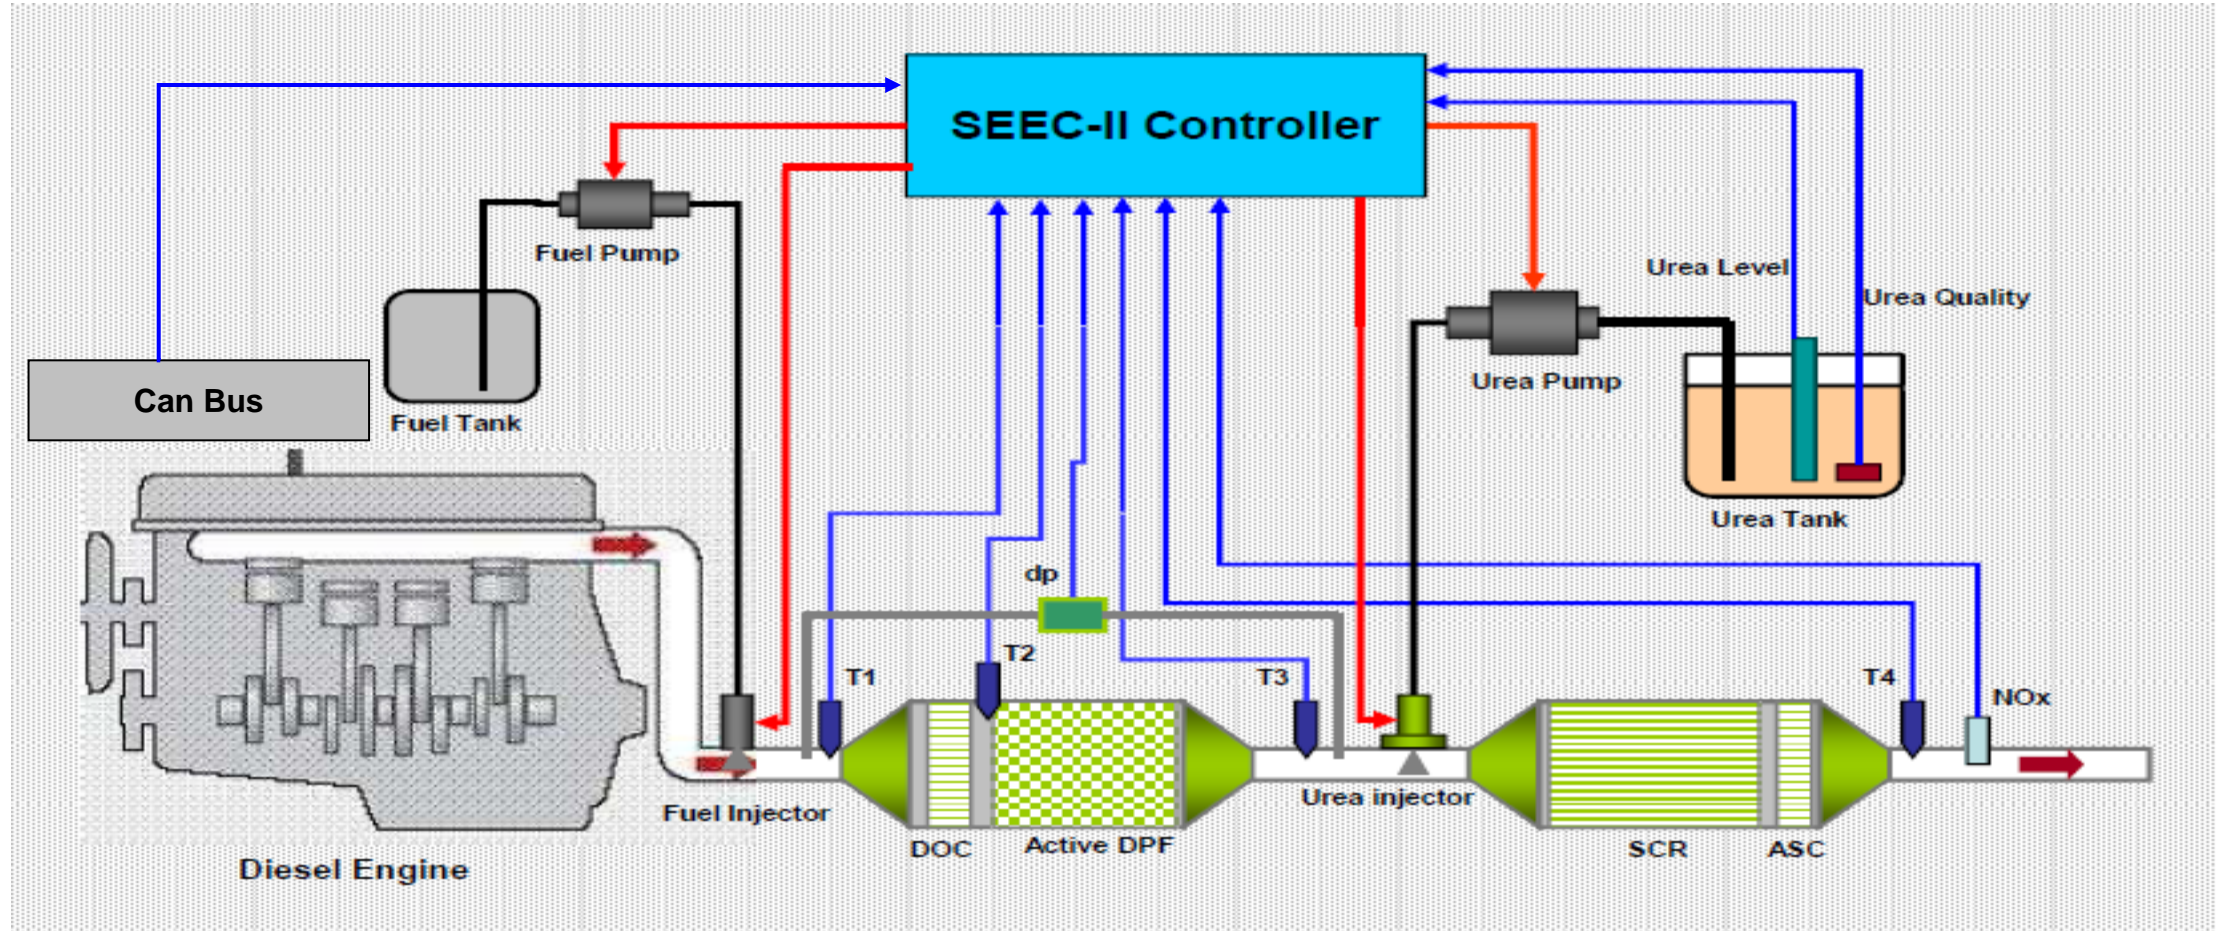 SEEC-II Controller
Fuel Pump
Urea Level
Urea Quality
Can Bus
Fuel Tank
Urea Pump
Urea Tank
dp
T1
T2
T3
T4
NOx
Fuel Injector
Urea injector
DOC
Active DPF
SCR
ASC
Diesel Engine